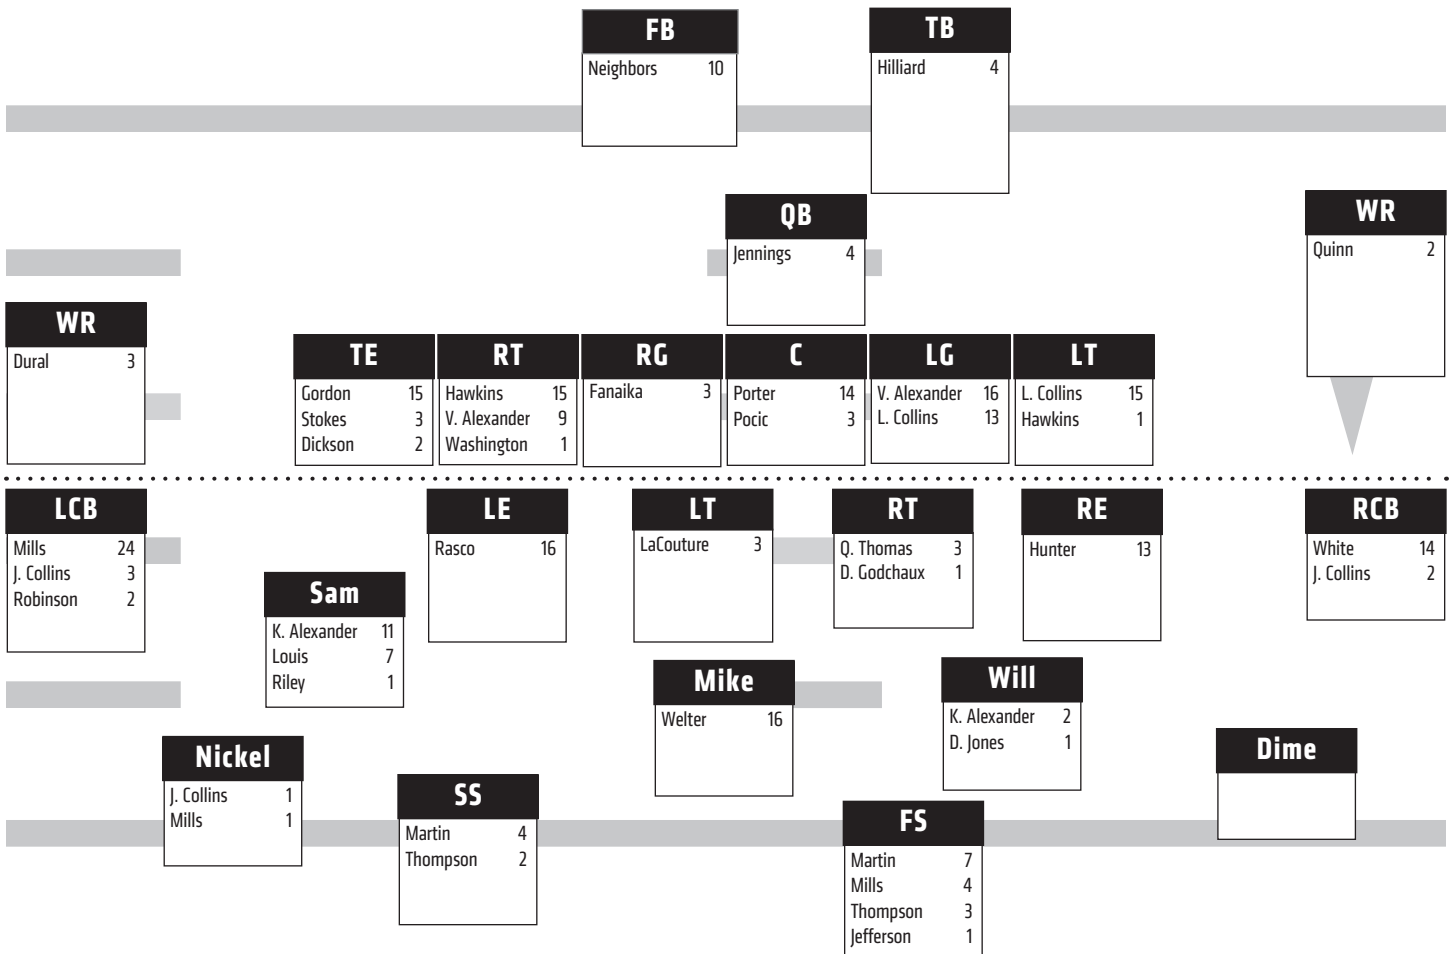 FB
Neighbors 10
TB
Hilliard 4
QB
Jennings 4
WR
Quinn 2
WR
Dural 3
TE
Gordon 15
Stokes 3
Dickson 2
RT
Hawkins 15
V. Alexander 9
Washington 1
RG
Fanaika 3
C
Porter 14
Pocic 3
LG
V. Alexander 16
L. Collins 13
LT
L. Collins 15
Hawkins 1
LCB
Mills 24
J. Collins 3
Robinson 2
Sam
K. Alexander 11
Louis 7
Riley 1
LE
Rasco 16
LT
LaCouture 3
RT
Q. Thomas 3
D. Godchaux 1
RE
Hunter 13
RCB
White 14
J. Collins 2
Mike
Welter 16
Will
K. Alexander 2
D. Jones 1
Nickel
J. Collins 1
Mills 1
SS
Martin 4
Thompson 2
FS
Martin 7
Mills 4
Thompson 3
Jefferson 1
Dime